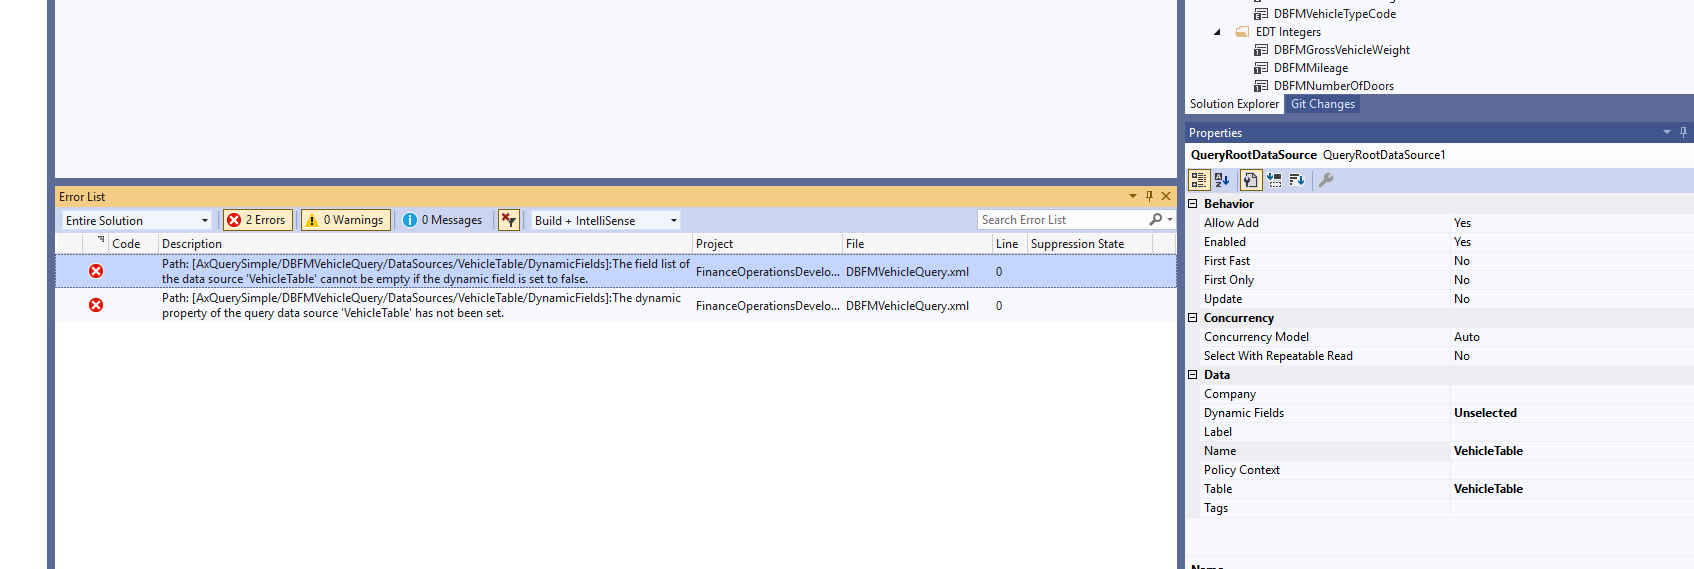 DBFMVehicleTypeCode
EDT Integers
DBFMGrossVehicleWeight
DBFMMileage
DBFMNumberOfDoors
Solution Explorer Git Changes
Properties
QueryRootDataSource QueryRootDataSource1
Behavior
Allow Add Yes
Enabled Yes
First Fast No
First Only No
Update No
Concurrency
Concurrency Model Auto
Select With Repeatable Read No
Data
Company
Dynamic Fields Unselected
Label
Name VehicleTable
Policy Context
Table VehicleTable
Tags
Error List
Entire Solution 2 Errors 0 Warnings 0 Messages Build + IntelliSense Search Error List
Code Description Project File Line Suppression State
Path: [AxQuerySimple/DBFMVehicleQuery/DataSources/VehicleTable/DynamicFields]:The field list of
the data source 'VehicleTable' cannot be empty if the dynamic field is set to false.
FinanceOperationsDevelo... DBFMVehicleQuery.xml 0
Path: [AxQuerySimple/DBFMVehicleQuery/DataSources/VehicleTable/DynamicFields]:The dynamic
property of the query data source 'VehicleTable' has not been set.
FinanceOperationsDevelo... DBFMVehicleQuery.xml 0